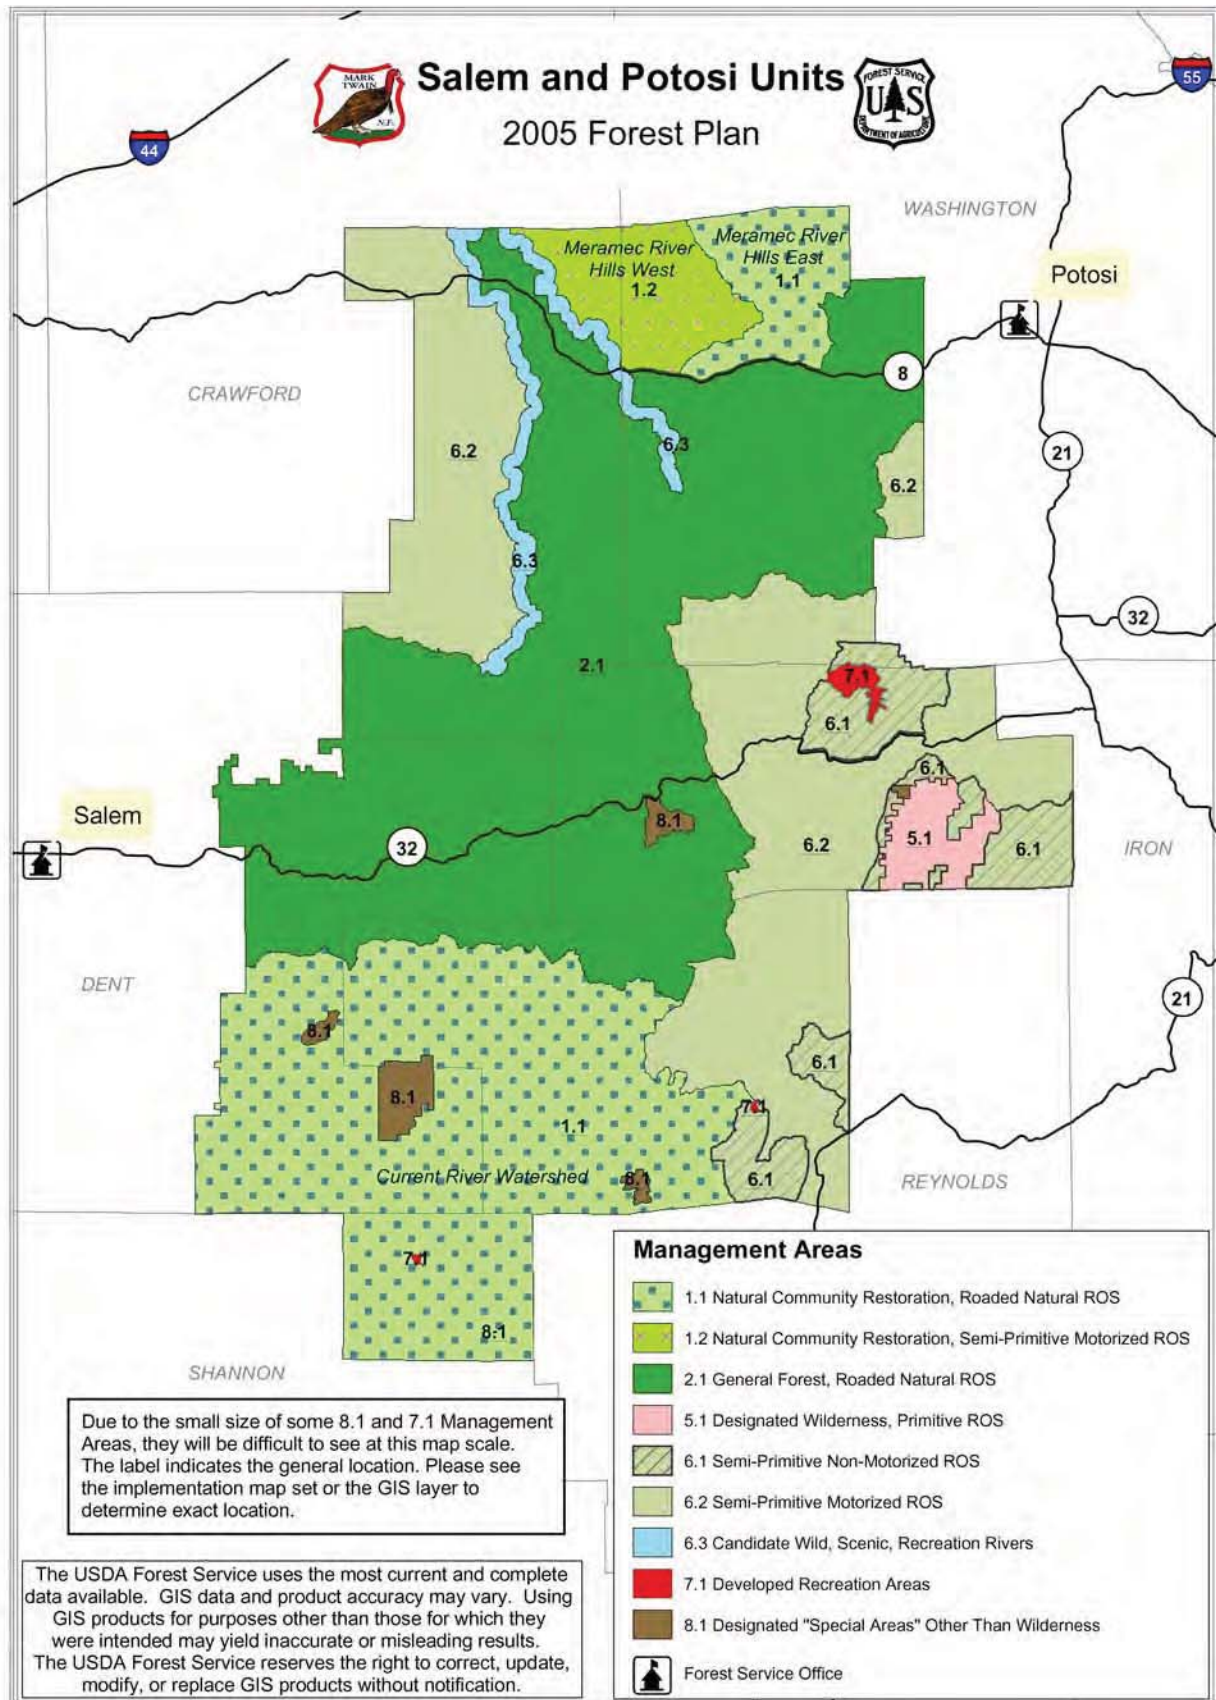 Salem and Potosi Units
2005 Forest Plan
MARK
TWAIN
N.F.
FOREST SERVICE
US
DEPARTMENT OF AGRICULTURE
55
44
WASHINGTON
Meramec River
Hills West
1.2
Meramec River
Hills East
1.1
Potosi
8
CRAWFORD
21
6.2
6.3
6.2
6.3
32
2.1
7.1
6.1
6.1
Salem
8.1
32
6.2
5.1
6.1
IRON
DENT
21
8.1
6.1
8.1
7.1
1.1
Current River Watershed
8.1
6.1
REYNOLDS
7.1
8.1
SHANNON
Due to the small size of some 8.1 and 7.1 Management
Areas, they will be difficult to see at this map scale.
The label indicates the general location. Please see
the implementation map set or the GIS layer to
determine exact location.
The USDA Forest Service uses the most current and complete
data available. GIS data and product accuracy may vary. Using
GIS products for purposes other than those for which they
were intended may yield inaccurate or misleading results.
The USDA Forest Service reserves the right to correct, update,
modify, or replace GIS products without notification.
Management Areas
1.1 Natural Community Restoration, Roaded Natural ROS
1.2 Natural Community Restoration, Semi-Primitive Motorized ROS
2.1 General Forest, Roaded Natural ROS
5.1 Designated Wilderness, Primitive ROS
6.1 Semi-Primitive Non-Motorized ROS
6.2 Semi-Primitive Motorized ROS
6.3 Candidate Wild, Scenic, Recreation Rivers
7.1 Developed Recreation Areas
8.1 Designated "Special Areas" Other Than Wilderness
Forest Service Office